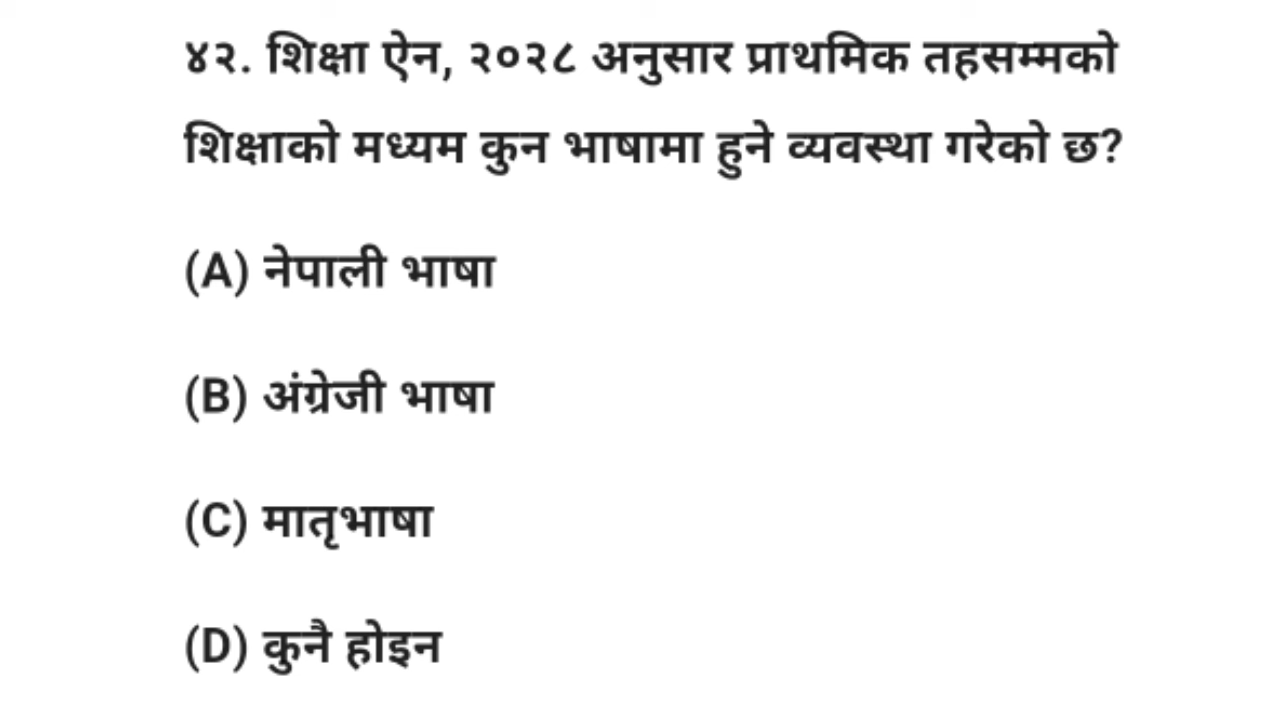 ४२. शिक्षा ऐन, २०२८ अनुसार प्राथमिक तहसम्मको
शिक्षाको मध्यम कुन भाषामा हुने व्यवस्था गरेको छ?
(A) नेपाली भाषा
(B) अंग्रेजी भाषा
(C) मातृभाषा
(D) कुनै होइन